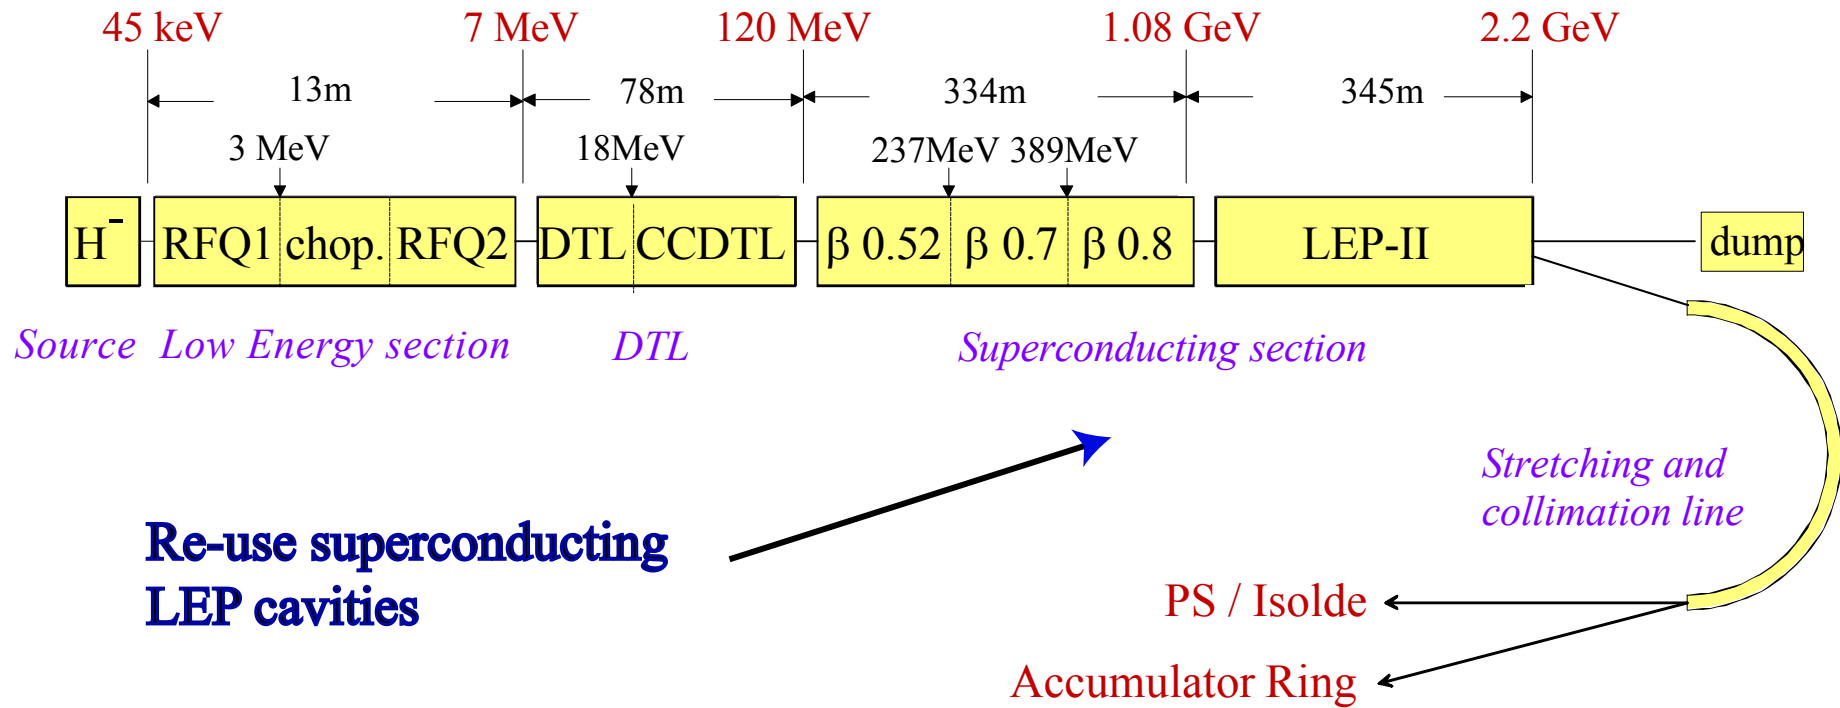 45 keV 7 MeV 120 MeV 1.08 GeV 2.2 GeV
13m 78m 334m 345m
3 MeV 18MeV 237MeV 389MeV
H⁻ RFQ1 chop. RFQ2 DTL CCDTL β 0.52 β 0.7 β 0.8 LEP-II dump
Source Low Energy section DTL Superconducting section
Stretching and
collimation line
Re-use superconducting
LEP cavities
PS / Isolde
Accumulator Ring